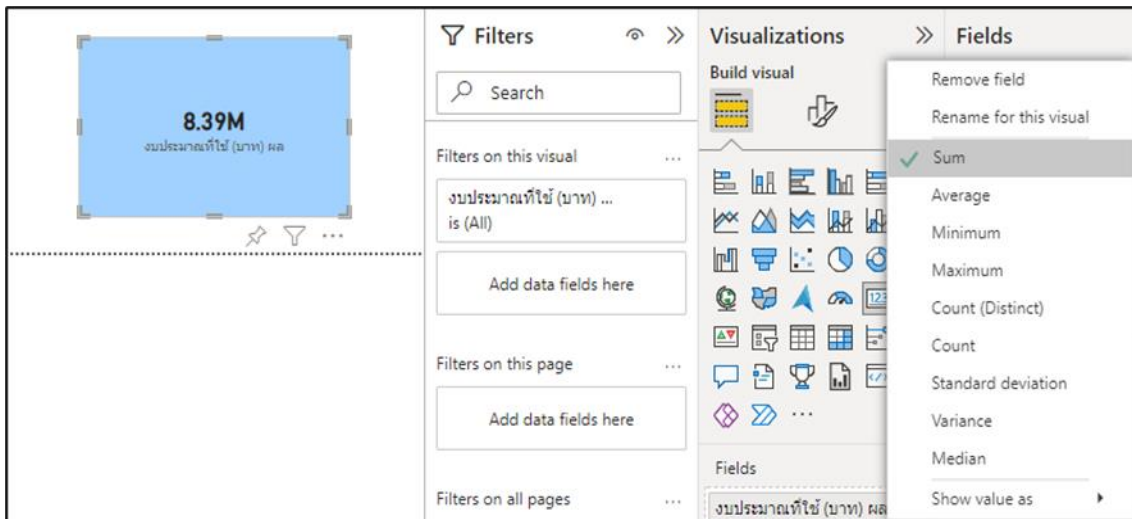 8.39M
งบประมาณที่ใช้ (บาท) ผล
Filters
Search
Filters on this visual
...
งบประมาณที่ใช้ (บาท) ...
is (All)
Add data fields here
Filters on this page
...
Add data fields here
Filters on all pages
...
Visualizations
Build visual
123
Fields
งบประมาณที่ใช้ (บาท) ผล
Fields
Remove field
Rename for this visual
Sum
Average
Minimum
Maximum
Count (Distinct)
Count
Standard deviation
Variance
Median
Show value as